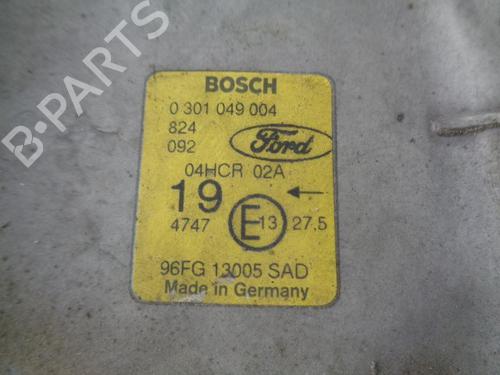 B-PARTS
BOSCH
0 301 049 004
824
092
Ford
04HCR 02A
19 ←
4747 E13 27,5
96FG 13005 SAD
Made in Germany